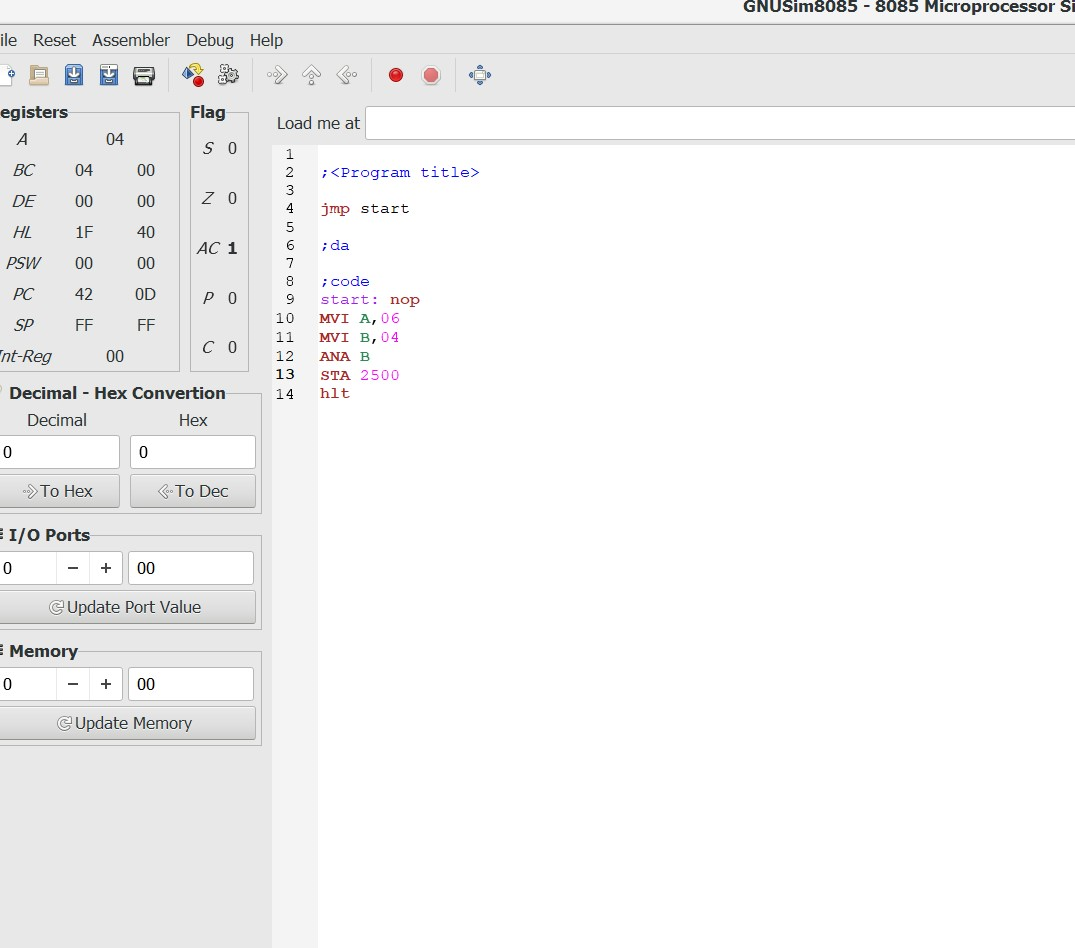 GNUSim8085 - 8085 Microprocessor Si
ile Reset Assembler Debug Help
egisters
A 04
BC 04 00
DE 00 00
HL 1F 40
PSW 00 00
PC 42 0D
SP FF FF
Int-Reg 00
Flag
S 0
Z 0
AC 1
P 0
C 0
Decimal - Hex Convertion
Decimal Hex
0 0
To Hex To Dec
I/O Ports
0 − + 00
Update Port Value
Memory
0 − + 00
Update Memory
Load me at
1
2 ;<Program title>
3
4 jmp start
5
6 ;da
7
8 ;code
9 start: nop
10 MVI A,06
11 MVI B,04
12 ANA B
13 STA 2500
14 hlt